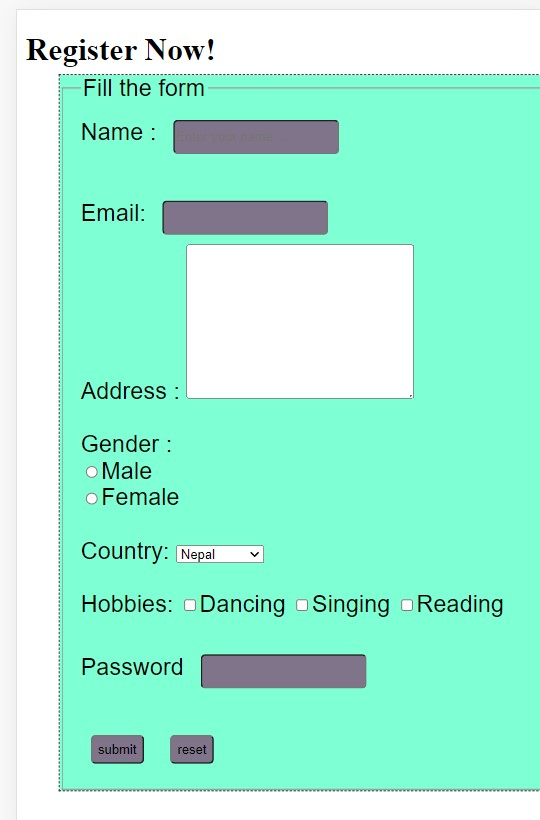 Register Now!
Fill the form
Name :
Email:
Address :
Gender :
Male
Female
Country: Nepal
Hobbies: Dancing Singing Reading
Password
submit reset